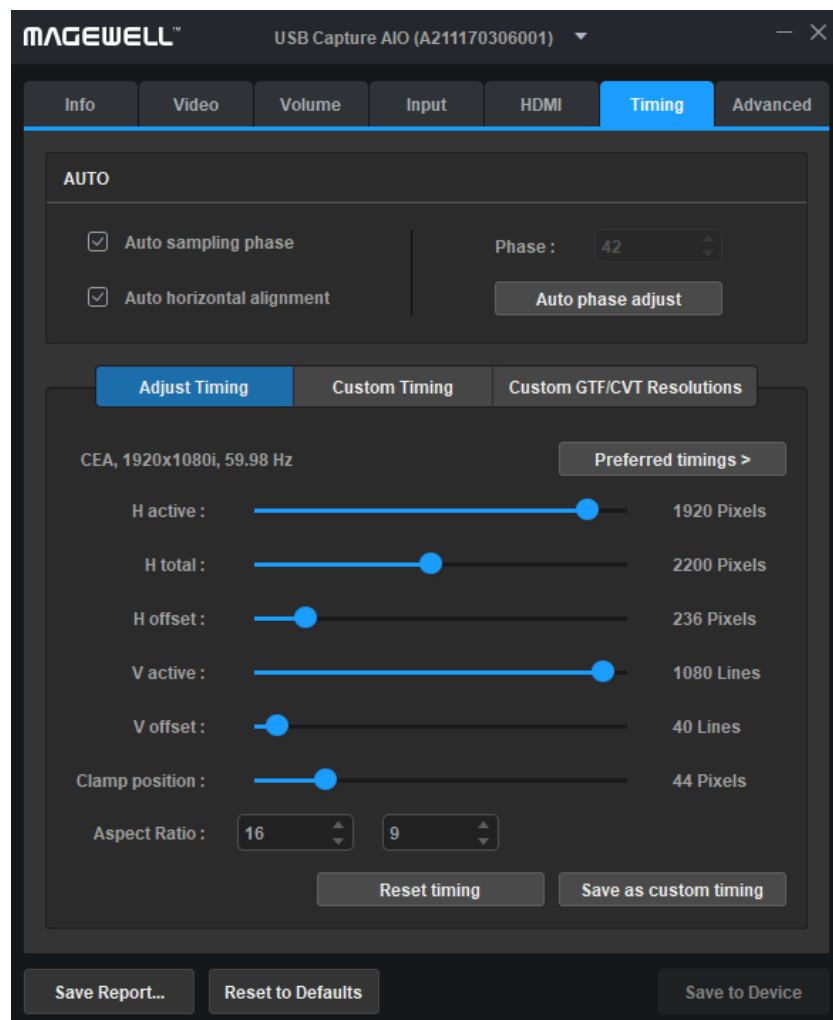 MAGEWELL™ USB Capture AIO (A211170306001)
Info Video Volume Input HDMI Timing Advanced
AUTO
Auto sampling phase Phase : 42
Auto horizontal alignment Auto phase adjust
Adjust Timing Custom Timing Custom GTF/CVT Resolutions
CEA, 1920x1080i, 59.98 Hz Preferred timings >
H active : 1920 Pixels
H total : 2200 Pixels
H offset : 236 Pixels
V active : 1080 Lines
V offset : 40 Lines
Clamp position : 44 Pixels
Aspect Ratio : 16 9
Reset timing Save as custom timing
Save Report... Reset to Defaults Save to Device